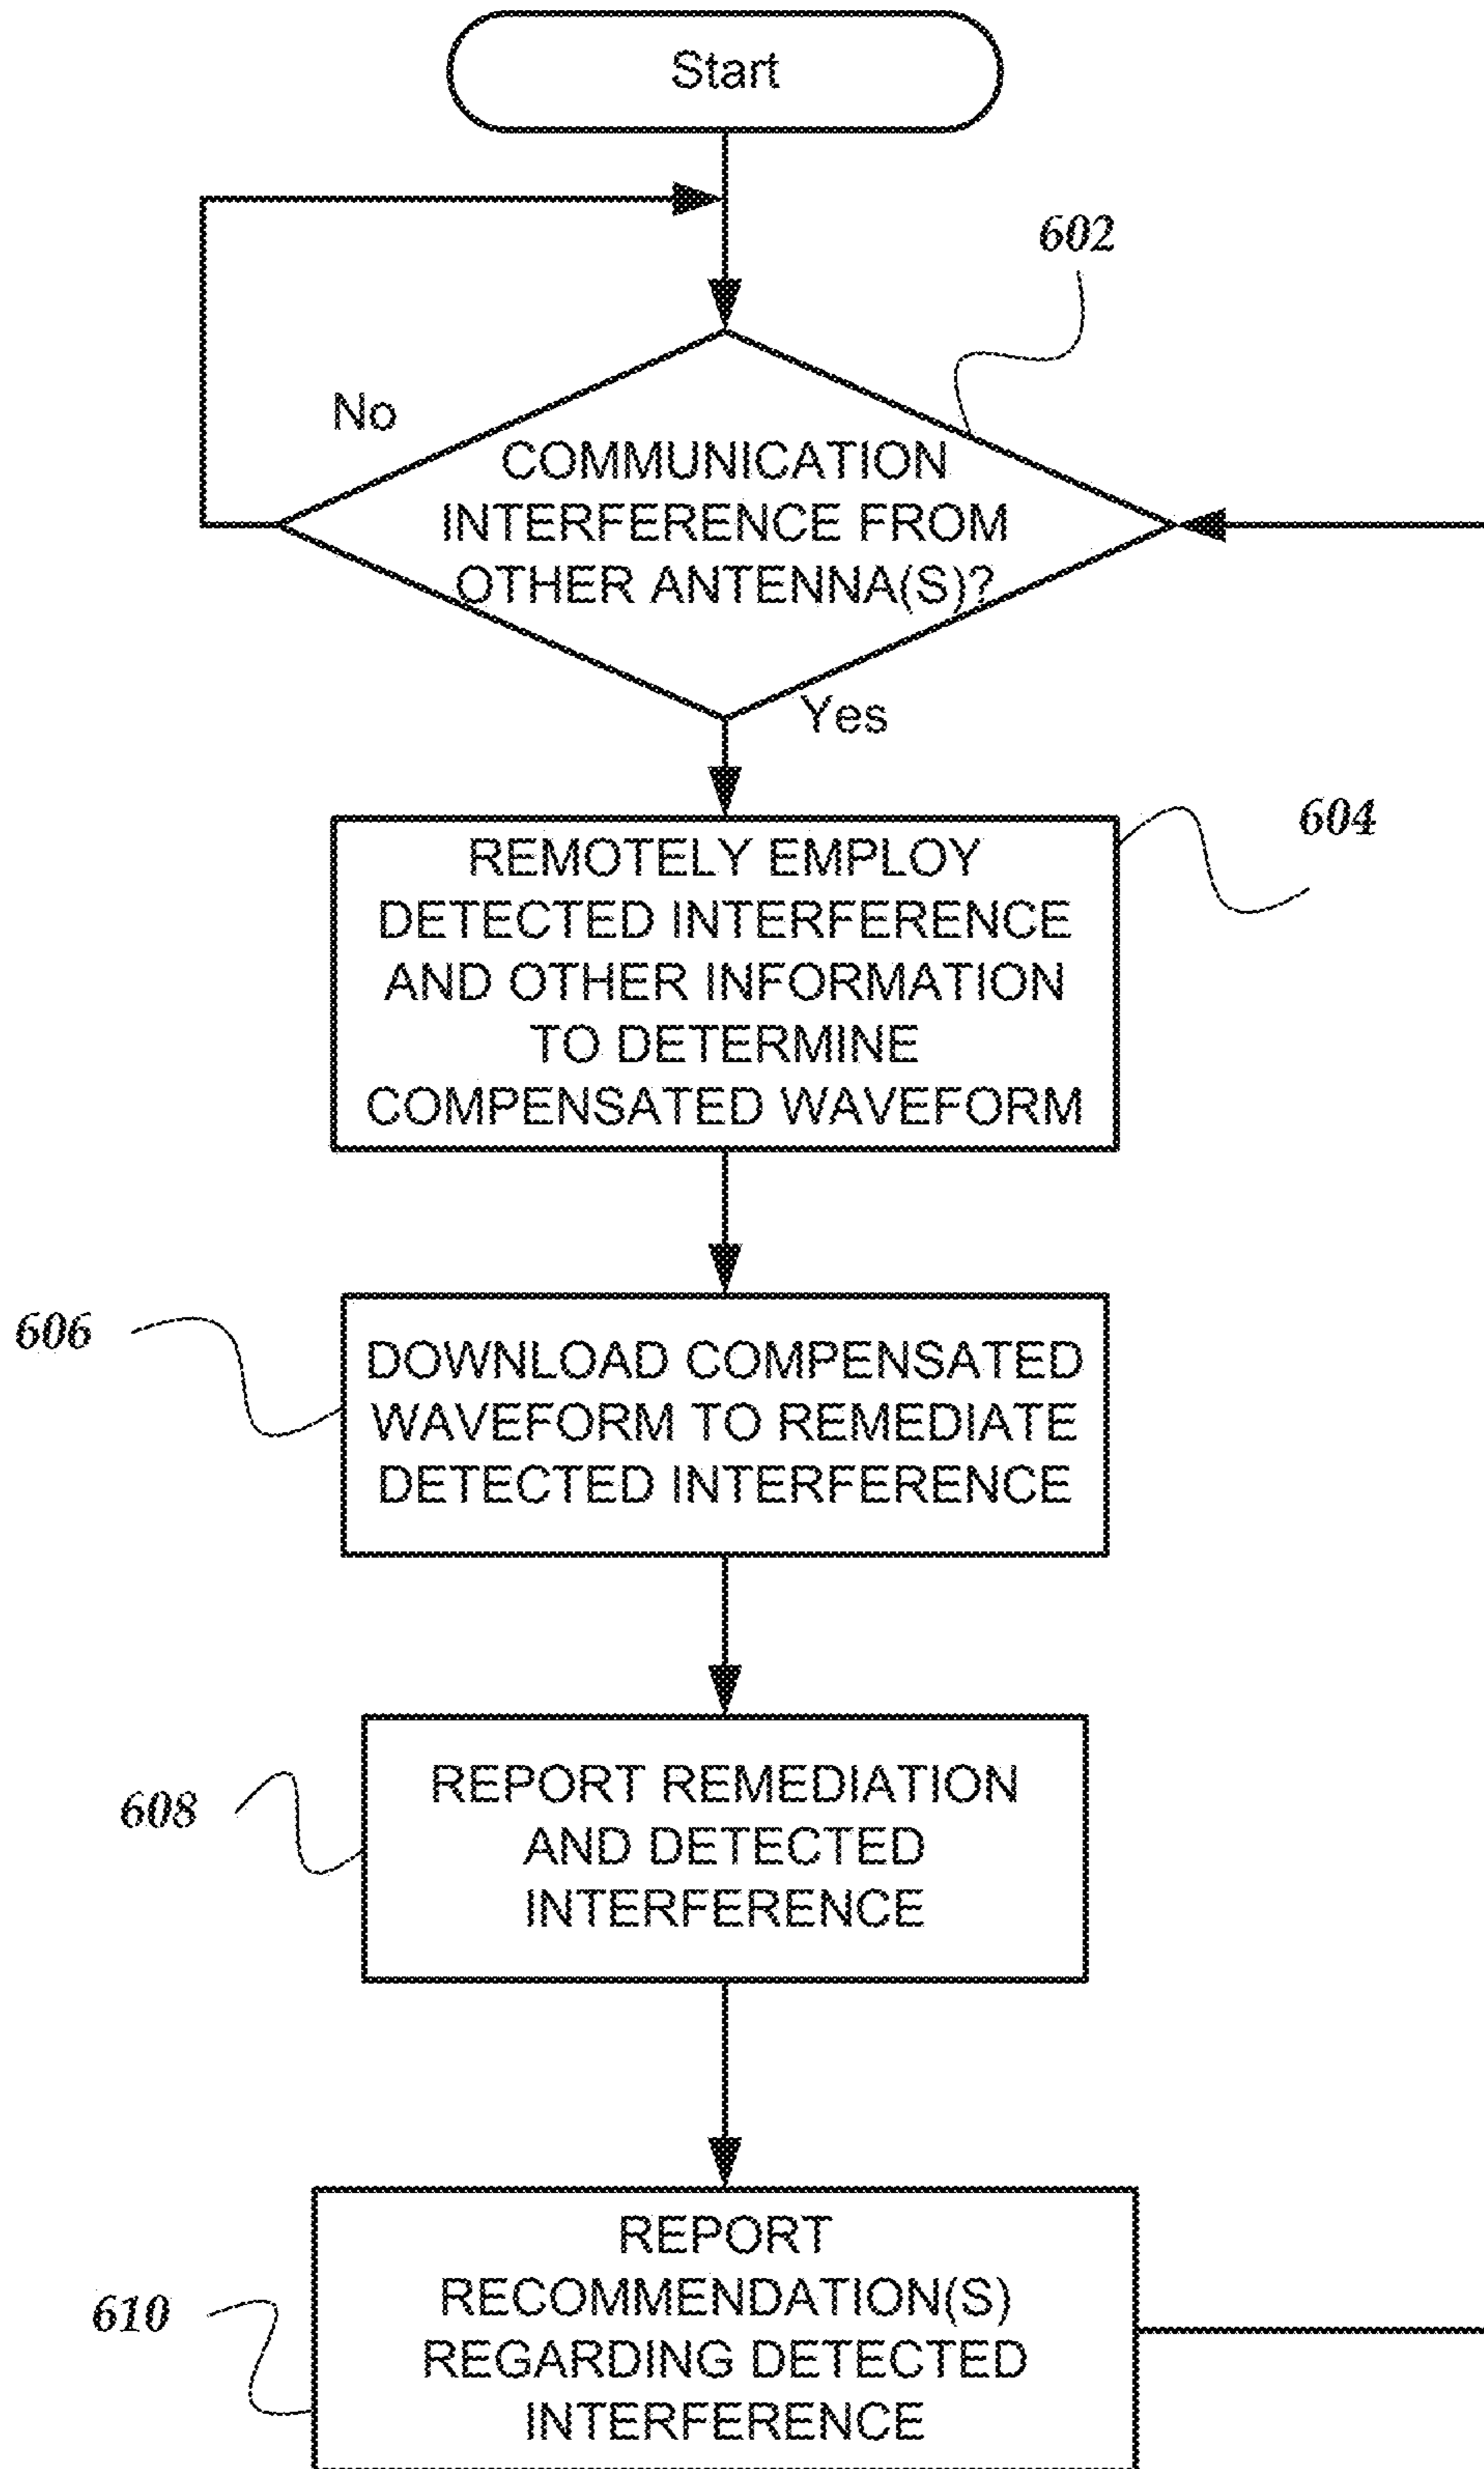 Start
602
No
COMMUNICATION
INTERFERENCE FROM
OTHER ANTENNA(S)?
Yes
604
REMOTELY EMPLOY
DETECTED INTERFERENCE
AND OTHER INFORMATION
TO DETERMINE
COMPENSATED WAVEFORM
606
DOWNLOAD COMPENSATED
WAVEFORM TO REMEDIATE
DETECTED INTERFERENCE
608
REPORT REMEDIATION
AND DETECTED
INTERFERENCE
610
REPORT
RECOMMENDATION(S)
REGARDING DETECTED
INTERFERENCE